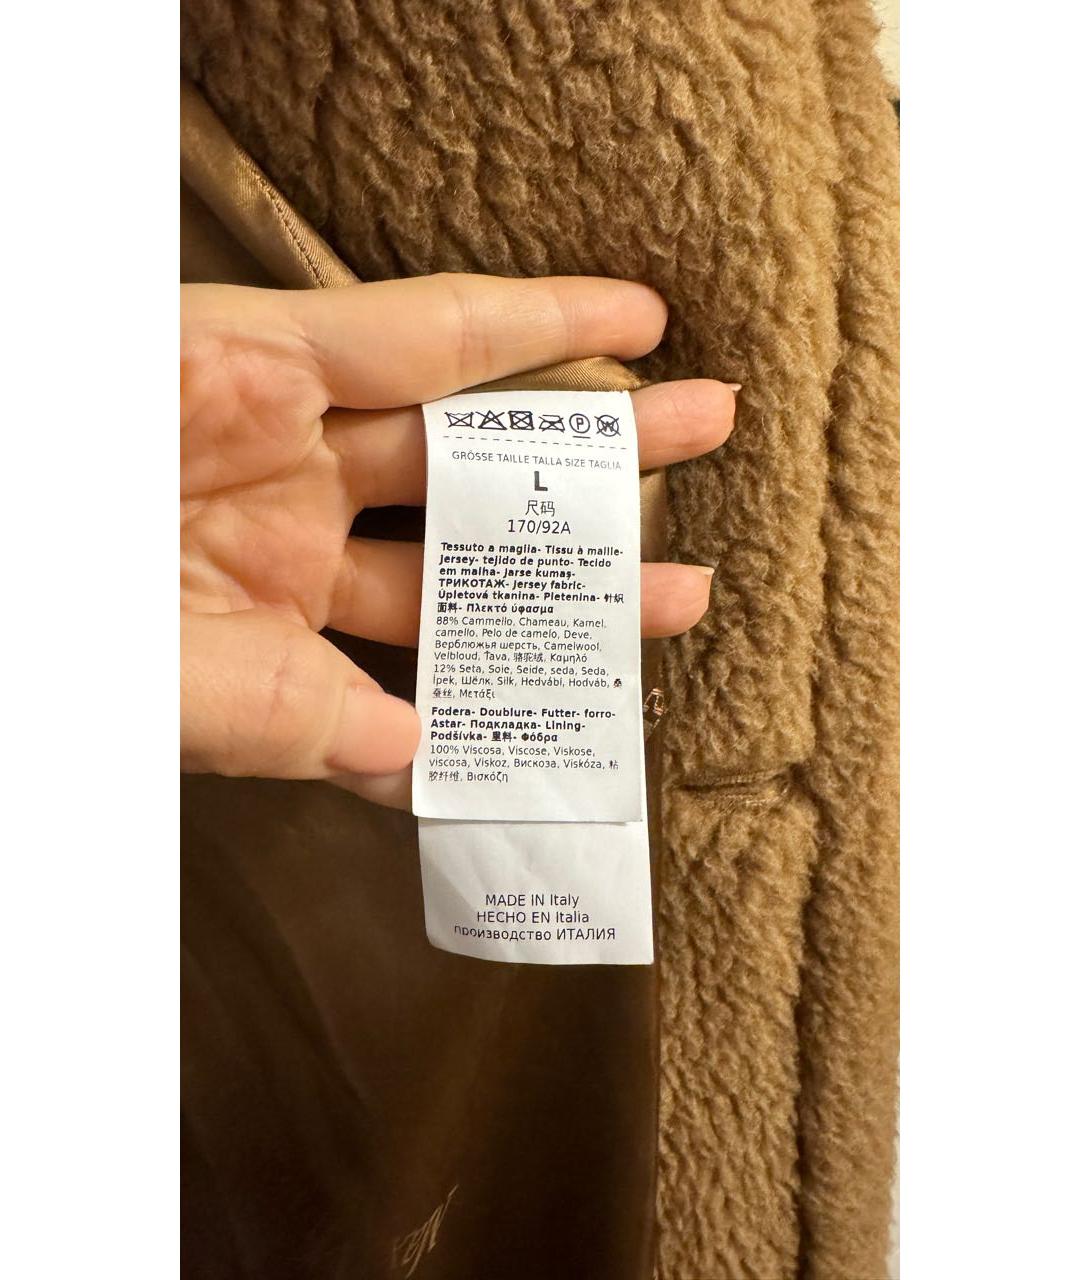 GRÖSSE TAILLE TALLA SIZE TAGLIA
L
尺码
170/92A
Tessuto a maglia- Tissu à maille-
Jersey- tejido de punto- Tecido
em malha- Jarse kumaş-
ТРИКОТАЖ- Jersey fabric-
Úpletová tkanina- Pletenina- 针织
面料- Πλεκτό ύφασμα
88% Cammello, Chameau, Kamel,
camello, Pelo de camelo, Deve,
Верблюжья шерсть, Camelwool,
Velbloud, Ťava, 骆驼绒, Καμηλό
12% Seta, Soie, Seide, seda, Seda,
İpek, Шёлк, Silk, Hedvábí, Hodváb, 桑
蚕丝, Μετάξι
Fodera- Doublure- Futter- forro-
Astar- Подкладка- Lining-
Podšívka- 里料- Φόδρα
100% Viscosa, Viscose, Viskose,
viscosa, Viskoz, Вискоза, Viskóza, 粘
胶纤维, Βισκόζη
MADE IN Italy
HECHO EN Italia
производство ИТАЛИЯ